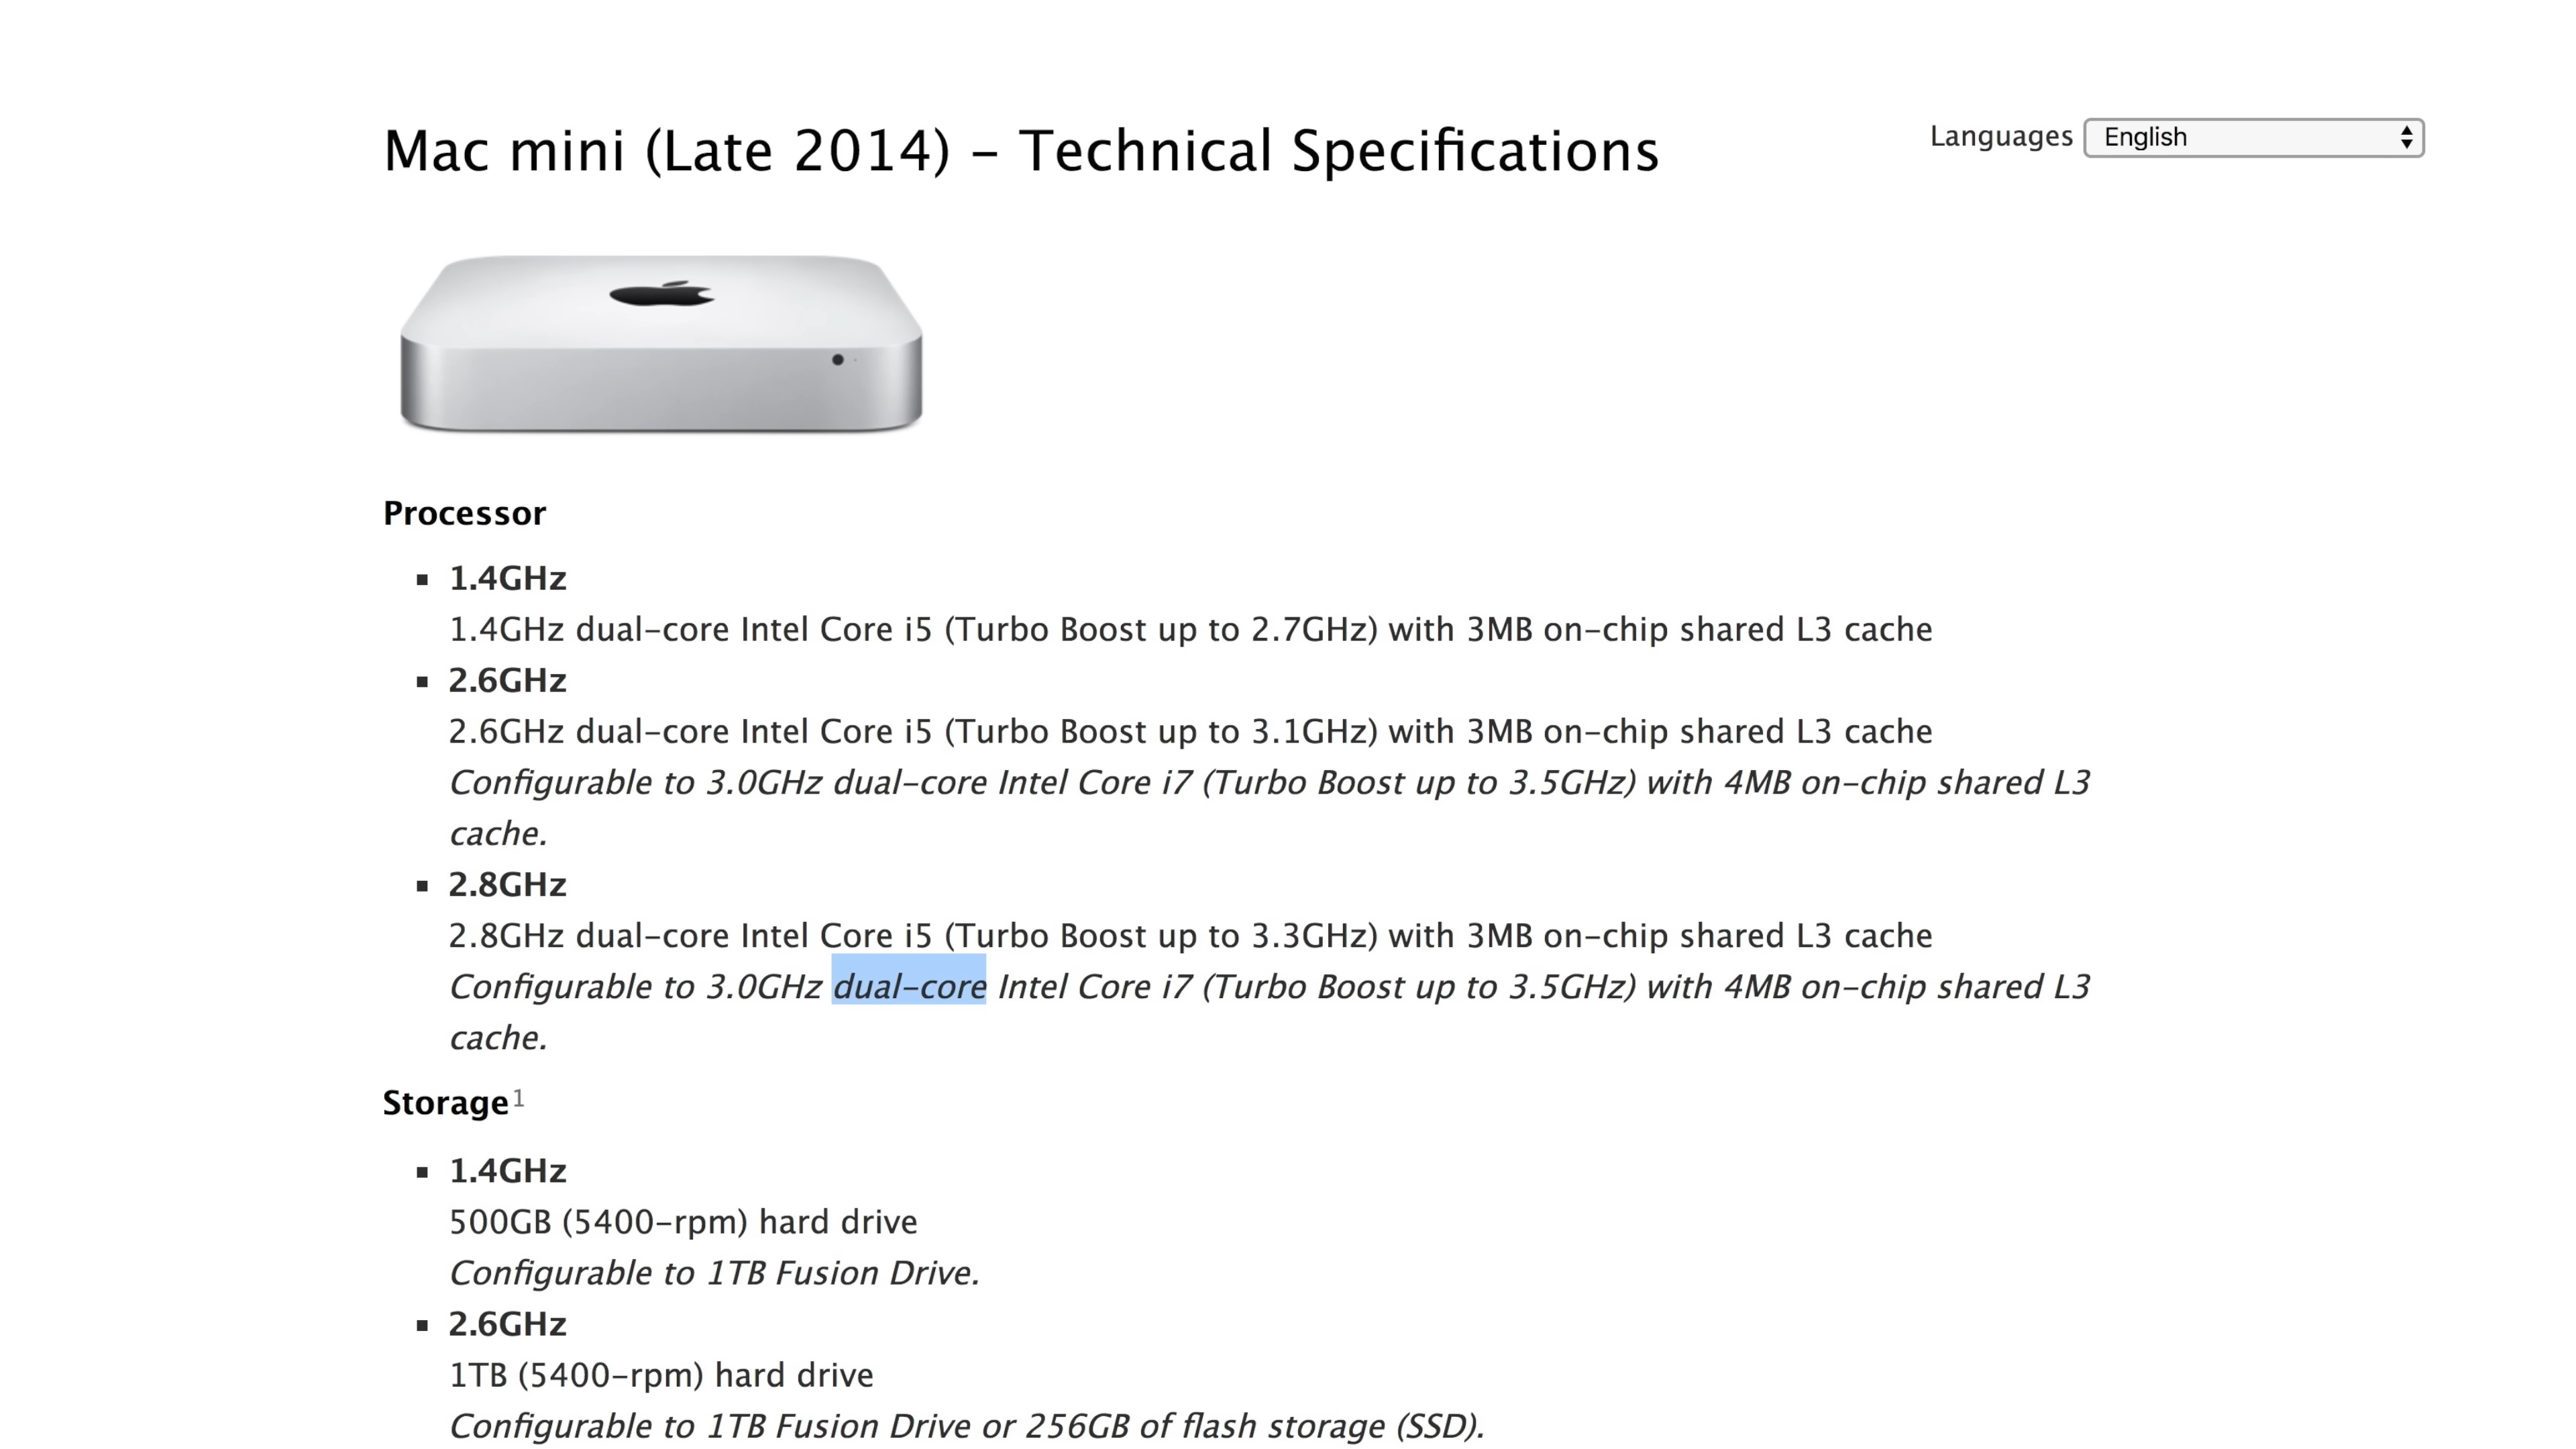 Mac mini (Late 2014) – Technical Specifications
Languages English
Processor
▪ 1.4GHz
1.4GHz dual-core Intel Core i5 (Turbo Boost up to 2.7GHz) with 3MB on-chip shared L3 cache
▪ 2.6GHz
2.6GHz dual-core Intel Core i5 (Turbo Boost up to 3.1GHz) with 3MB on-chip shared L3 cache
Configurable to 3.0GHz dual-core Intel Core i7 (Turbo Boost up to 3.5GHz) with 4MB on-chip shared L3
cache.
▪ 2.8GHz
2.8GHz dual-core Intel Core i5 (Turbo Boost up to 3.3GHz) with 3MB on-chip shared L3 cache
Configurable to 3.0GHz dual-core Intel Core i7 (Turbo Boost up to 3.5GHz) with 4MB on-chip shared L3
cache.
Storage1
▪ 1.4GHz
500GB (5400-rpm) hard drive
Configurable to 1TB Fusion Drive.
▪ 2.6GHz
1TB (5400-rpm) hard drive
Configurable to 1TB Fusion Drive or 256GB of flash storage (SSD).